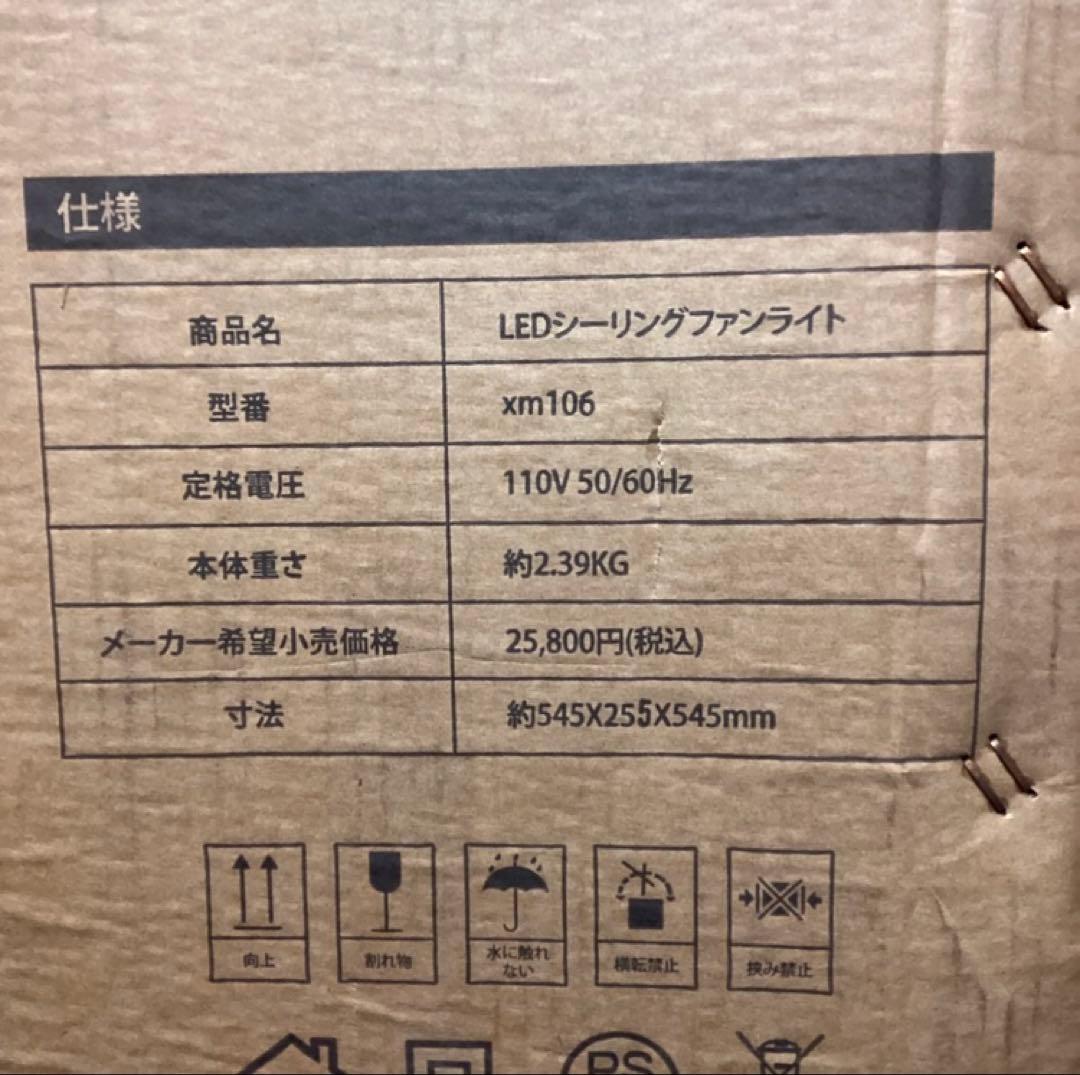 仕様
商品名 LEDシーリングファンライト
型番 xm106
定格電圧 110V 50/60Hz
本体重さ 約2.39KG
メーカー希望小売価格 25,800円(税込)
寸法 約545X255X545mm
向上
割れ物
水に触れ
ない
横転禁止
挟み禁止
PS